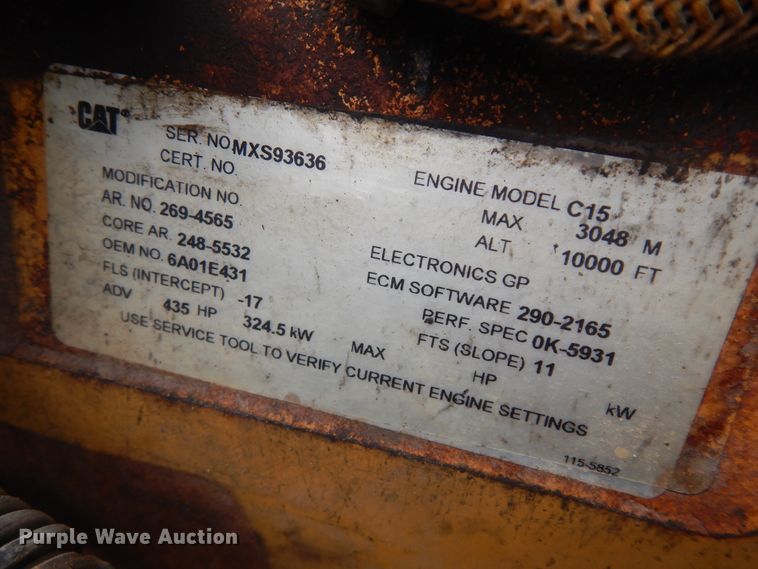 CAT®
SER. NO MXS93636
CERT. NO.
MODIFICATION NO.
AR. NO. 269-4565
CORE AR. 248-5532
OEM NO. 6A01E431
FLS (INTERCEPT) -17
ADV 435 HP 324.5 kW
ENGINE MODEL C15
MAX 3048 M
ALT 10000 FT
ELECTRONICS GP
ECM SOFTWARE 290-2165
PERF. SPEC 0K-5931
FTS (SLOPE) 11
MAX HP kW
USE SERVICE TOOL TO VERIFY CURRENT ENGINE SETTINGS
115-5852
Purple Wave Auction